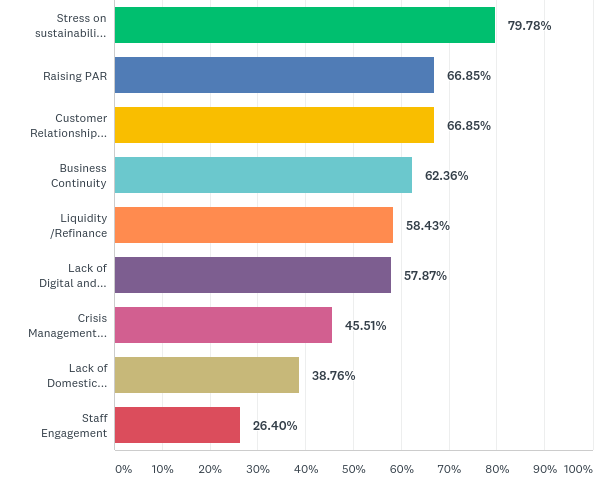 Stress on
sustainabili...
79.78%
Raising PAR
66.85%
Customer
Relationship...
66.85%
Business
Continuity
62.36%
Liquidity
/Refinance
58.43%
Lack of
Digital and...
57.87%
Crisis
Management...
45.51%
Lack of
Domestic...
38.76%
Staff
Engagement
26.40%
0% 10% 20% 30% 40% 50% 60% 70% 80% 90% 100%